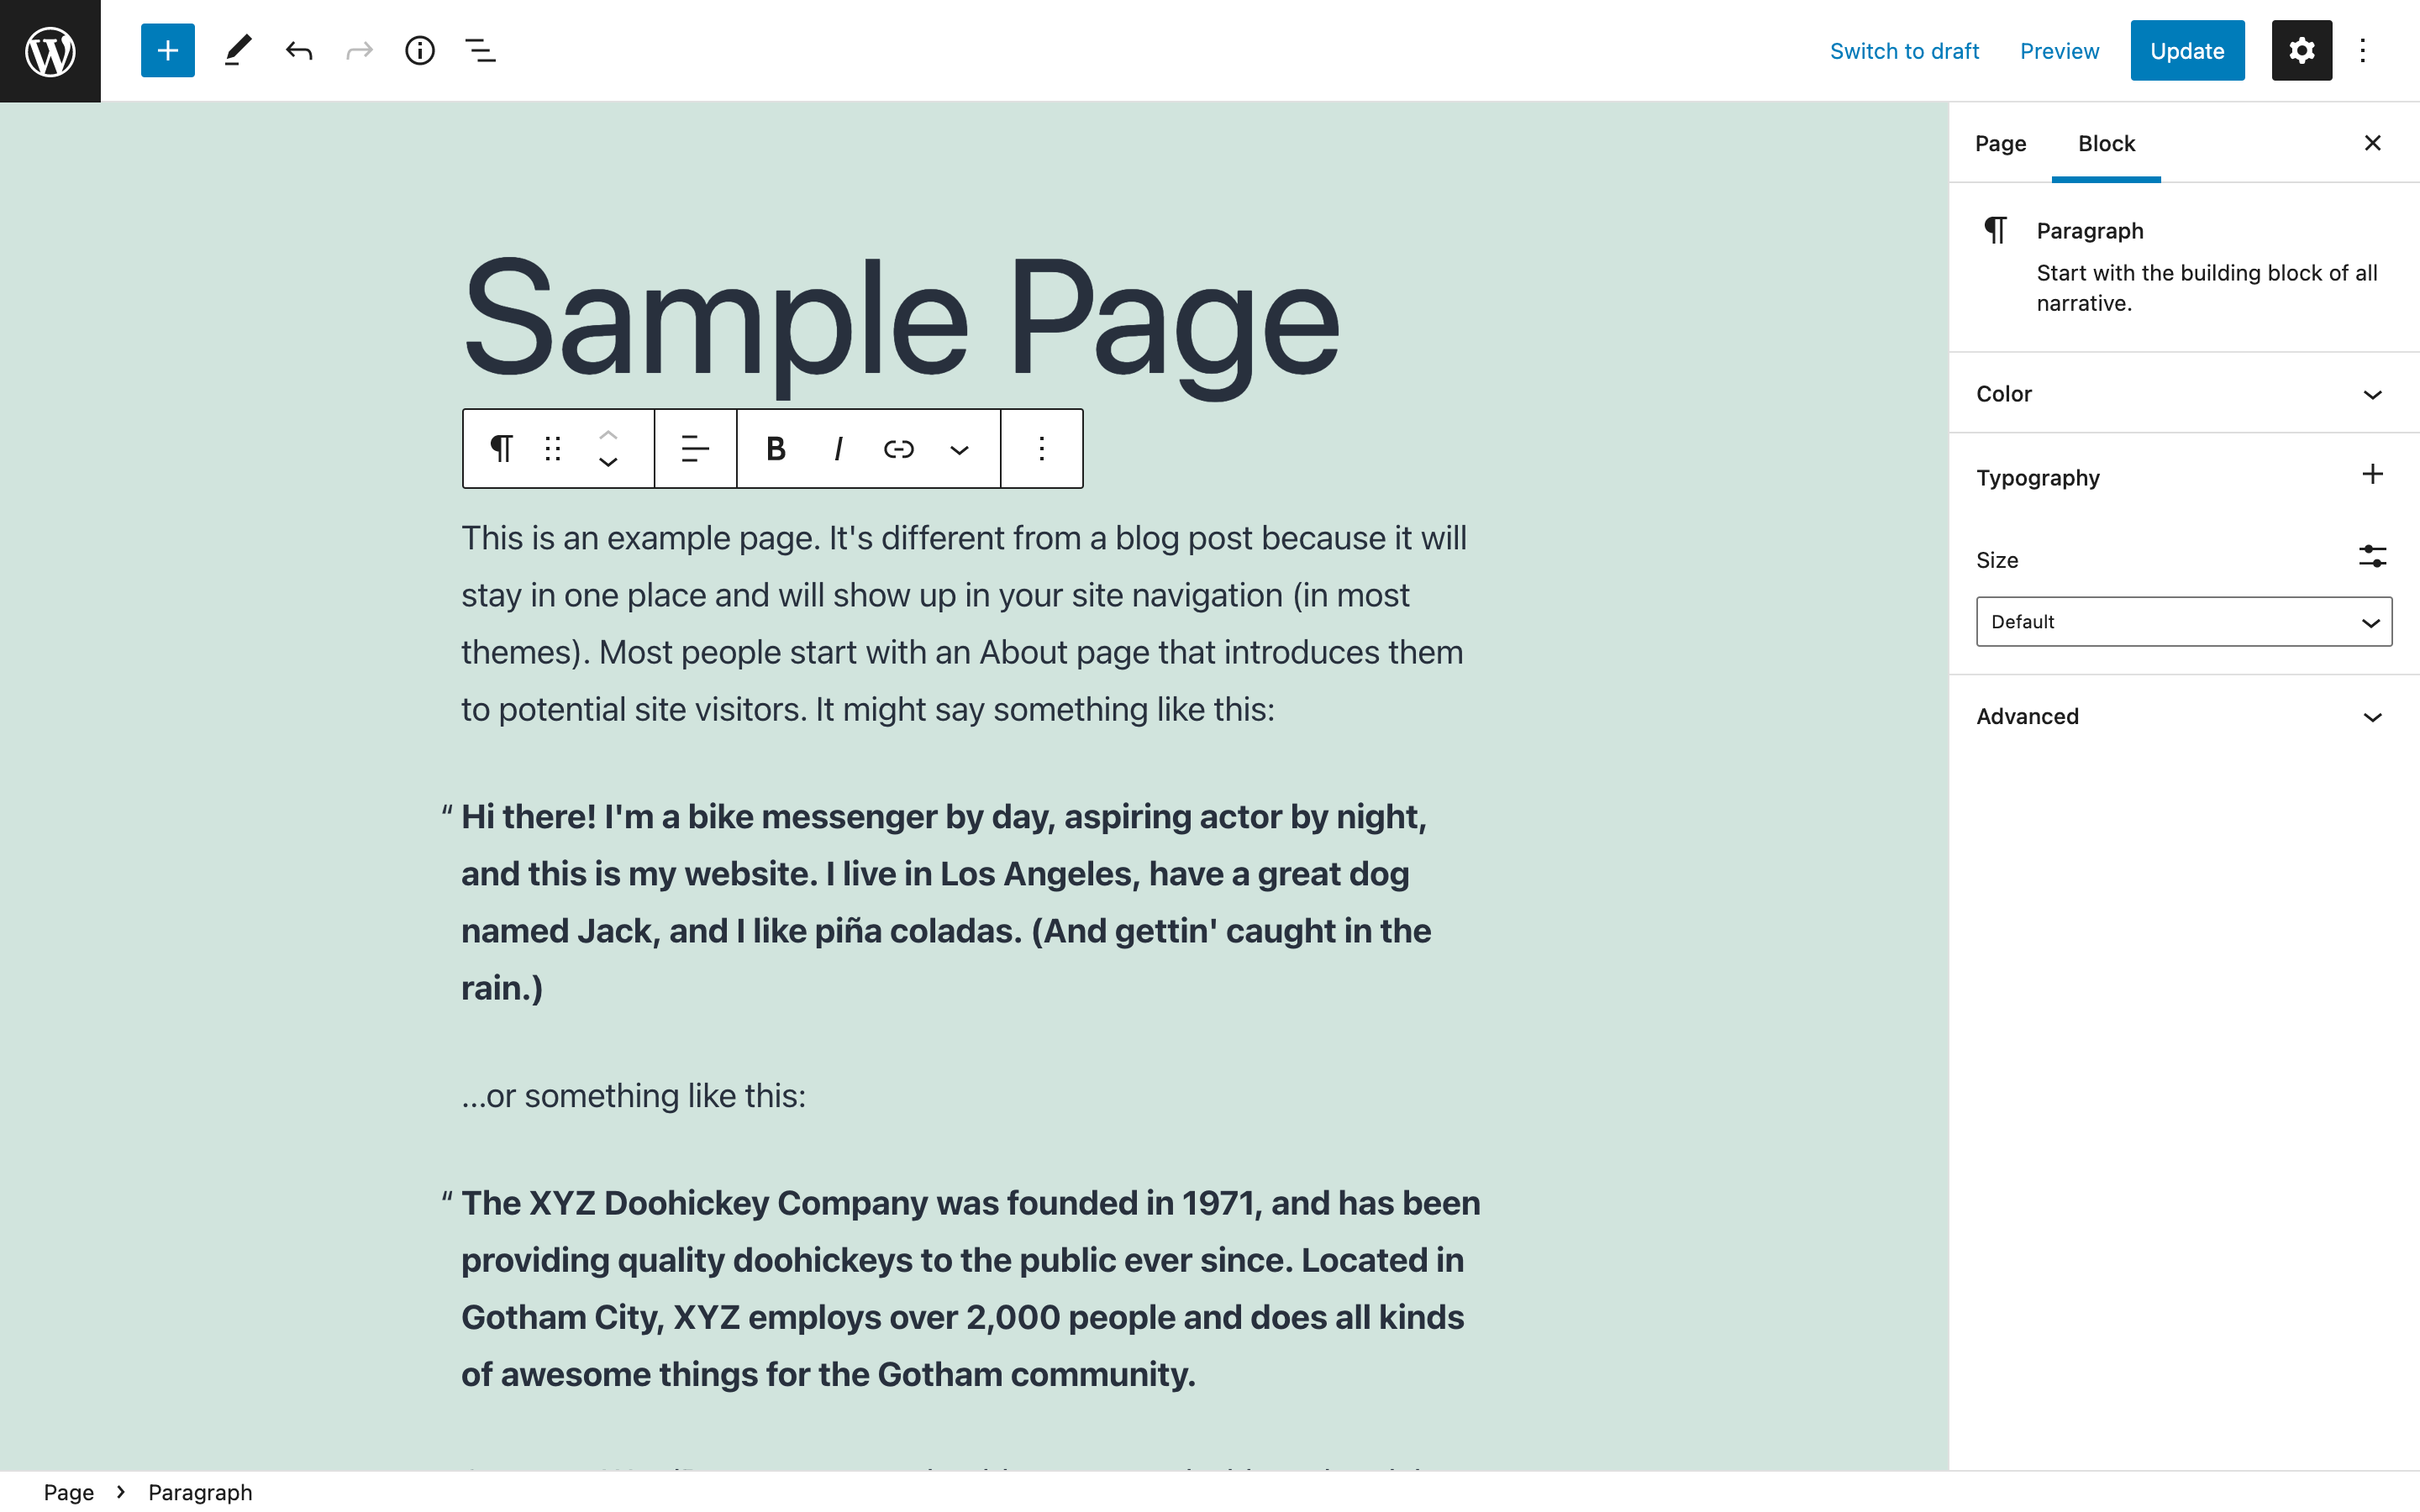 Switch to draft
Preview
Update
Page
Block
Paragraph
Start with the building block of all
narrative.
Color
Typography
Size
Default
Advanced
Sample Page
B I
This is an example page. It's different from a blog post because it will
stay in one place and will show up in your site navigation (in most
themes). Most people start with an About page that introduces them
to potential site visitors. It might say something like this:
“ Hi there! I'm a bike messenger by day, aspiring actor by night,
and this is my website. I live in Los Angeles, have a great dog
named Jack, and I like piña coladas. (And gettin' caught in the
rain.)
...or something like this:
“ The XYZ Doohickey Company was founded in 1971, and has been
providing quality doohickeys to the public ever since. Located in
Gotham City, XYZ employs over 2,000 people and does all kinds
of awesome things for the Gotham community.
Page › Paragraph